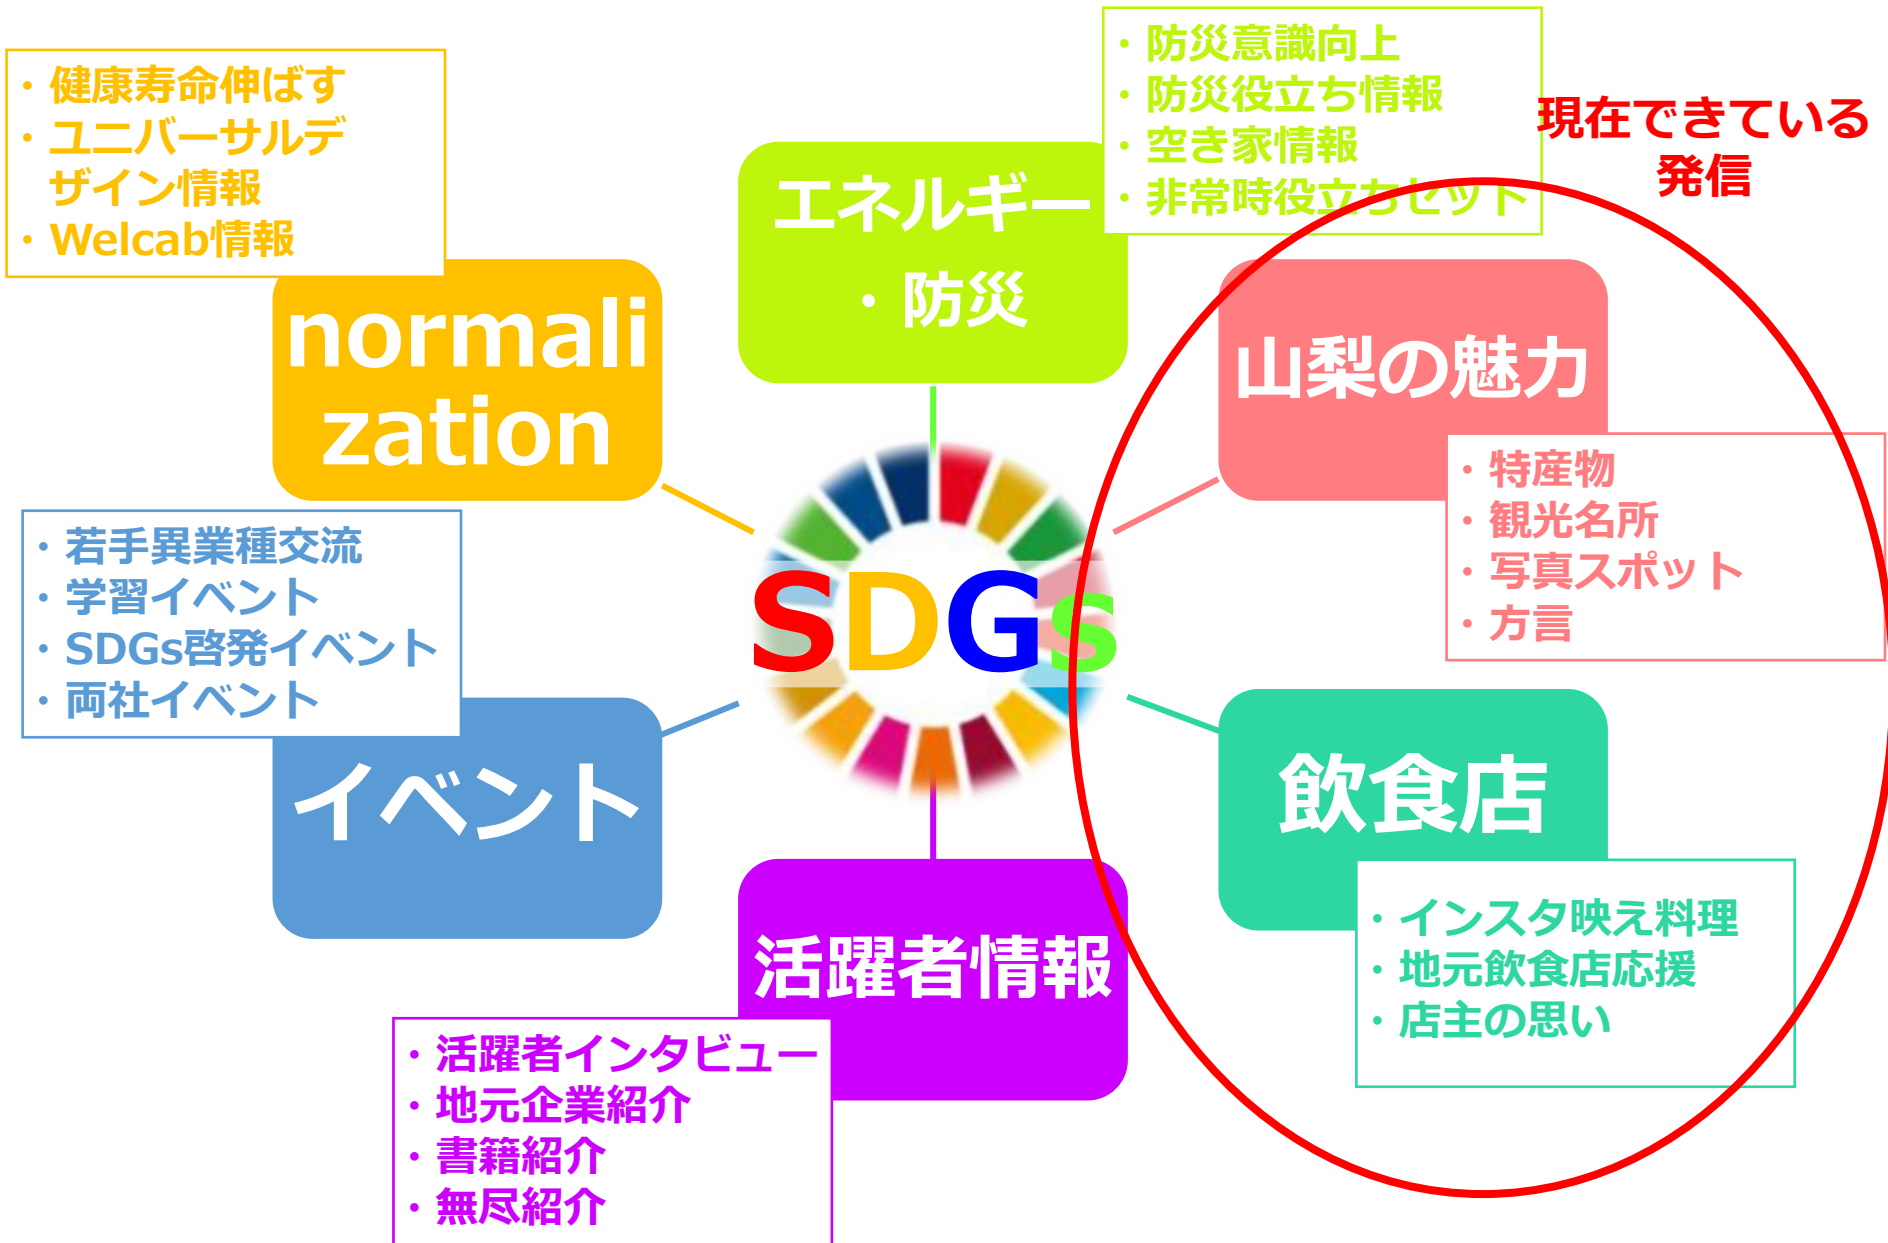 ・健康寿命伸ばす
・ユニバーサルデ
ザイン情報
・Welcab情報
normali
zation
・防災意識向上
・防災役立ち情報
・空き家情報
・非常時役立ちセット
エネルギー
・防災
現在できている
発信
山梨の魅力
・特産物
・観光名所
・写真スポット
・方言
SDGs
・若手異業種交流
・学習イベント
・SDGs啓発イベント
・両社イベント
イベント
飲食店
・インスタ映え料理
・地元飲食店応援
・店主の思い
活躍者情報
・活躍者インタビュー
・地元企業紹介
・書籍紹介
・無尽紹介